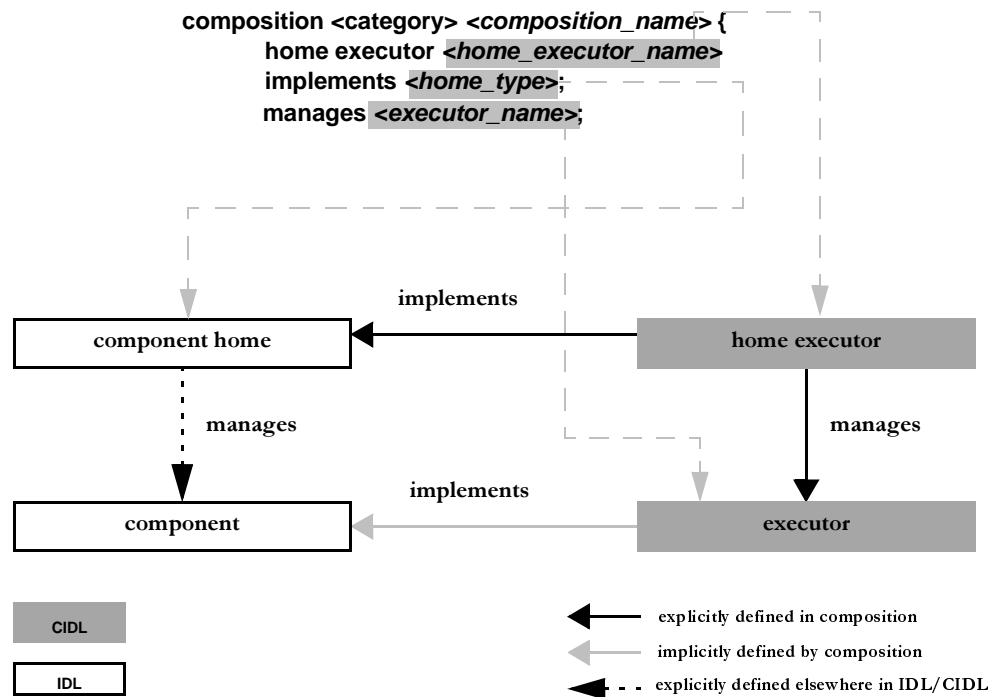 composition <category> <composition_name> {
home executor <home_executor_name>
implements <home_type>;
manages <executor_name>;
implements
component home
home executor
manages
manages
implements
component
executor
CIDL
explicitly defined in composition
implicitly defined by composition
IDL
explicitly defined elsewhere in IDL/CIDL